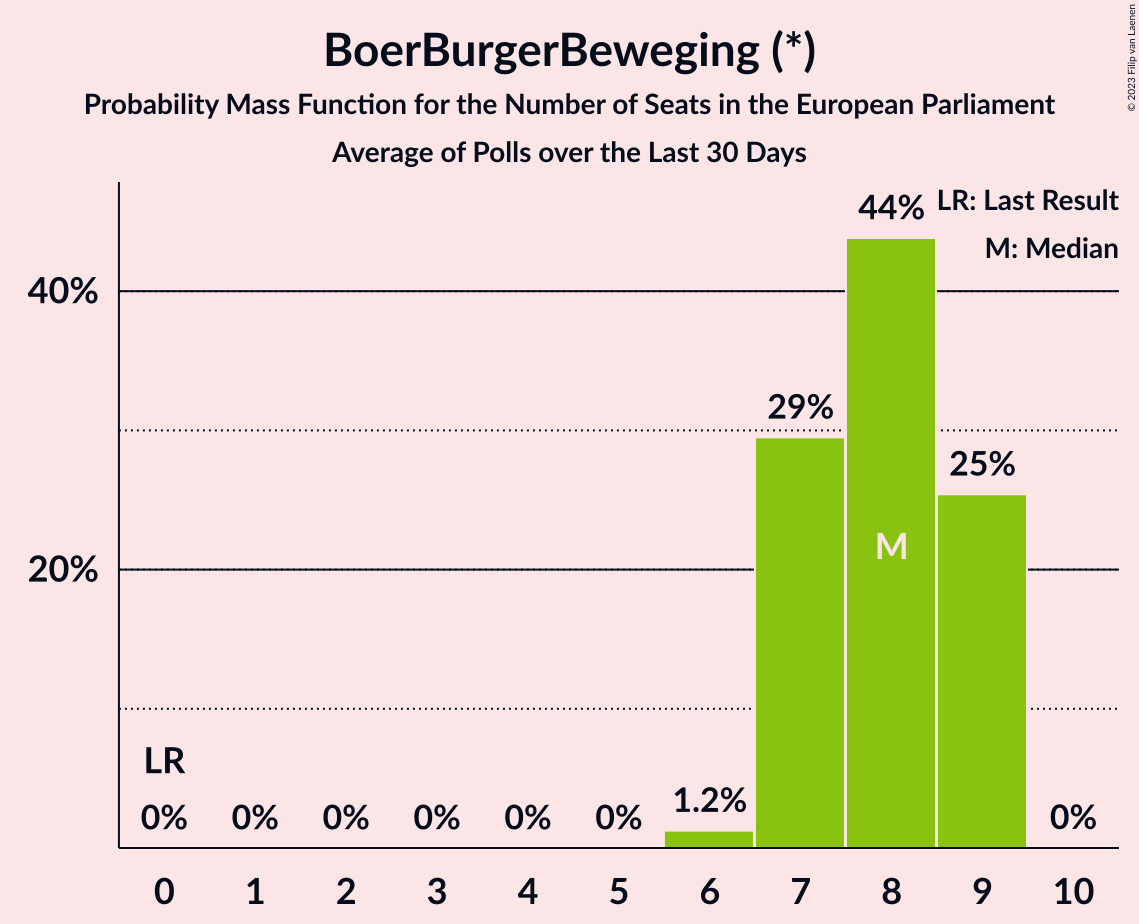 BoerBurgerBeweging (*)
Probability Mass Function for the Number of Seats in the European Parliament
Average of Polls over the Last 30 Days
© 2023 Filip van Laenen
LR: Last Result
M: Median
44%
40%
29%
25%
M
20%
LR
1.2%
0% 0% 0% 0% 0% 0% 0%
0 1 2 3 4 5 6 7 8 9 10